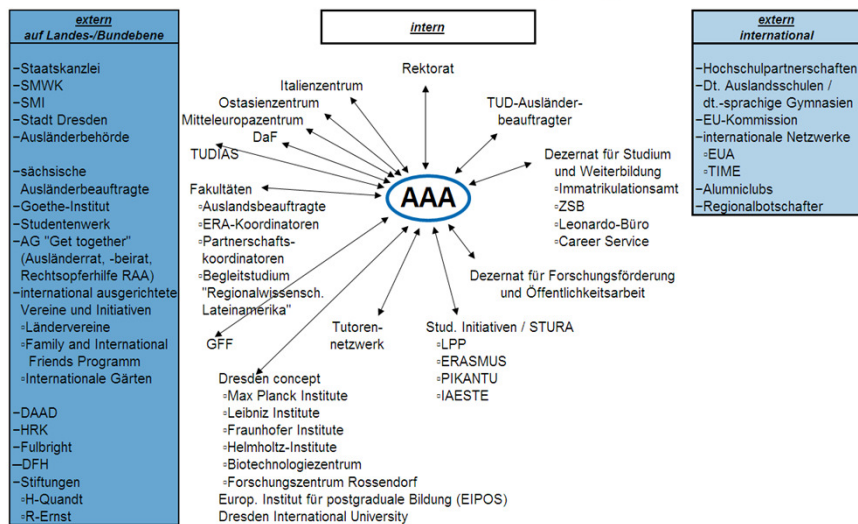 extern
auf Landes-/Bundebene
−Staatskanzlei
−SMWK
−SMI
−Stadt Dresden
−Ausländerbehörde
−sächsische
Ausländerbeauftragte
−Goethe-Institut
−Studentenwerk
−AG "Get together"
(Ausländerrat, -beirat,
Rechtsopferhilfe RAA)
−international ausgerichtete
Vereine und Initiativen
▫Ländervereine
▫Family and International
Friends Programm
▫Internationale Gärten
−DAAD
−HRK
−Fulbright
−DFH
−Stiftungen
▫H-Quandt
▫R-Ernst
intern
Rektorat
Italienzentrum
Ostasienzentrum
Mitteleuropazentrum
DaF
TUDIAS
Fakultäten
▫Auslandsbeauftragte
▫ERA-Koordinatoren
▫Partnerschafts-
koordinatoren
▫Begleitstudium
"Regionalwissensch.
Lateinamerika"
GFF
AAA
TUD-Ausländer-
beauftragter
Dezernat für Studium
und Weiterbildung
▫Immatrikulationsamt
▫ZSB
▫Leonardo-Büro
▫Career Service
Dezernat für Forschungsförderung
und Öffentlichkeitsarbeit
Tutoren-
netzwerk
Stud. Initiativen / STURA
▫LPP
▫ERASMUS
▫PIKANTU
▫IAESTE
Dresden concept
▫Max Planck Institute
▫Leibniz Institute
▫Fraunhofer Institute
▫Helmholtz-Institute
▫Biotechnologiezentrum
▫Forschungszentrum Rossendorf
Europ. Institut für postgraduale Bildung (EIPOS)
Dresden International University
extern
international
−Hochschulpartnerschaften
−Dt. Auslandsschulen /
dt.-sprachige Gymnasien
−EU-Kommission
−internationale Netzwerke
▫EUA
▫TIME
−Alumniclubs
−Regionalbotschafter